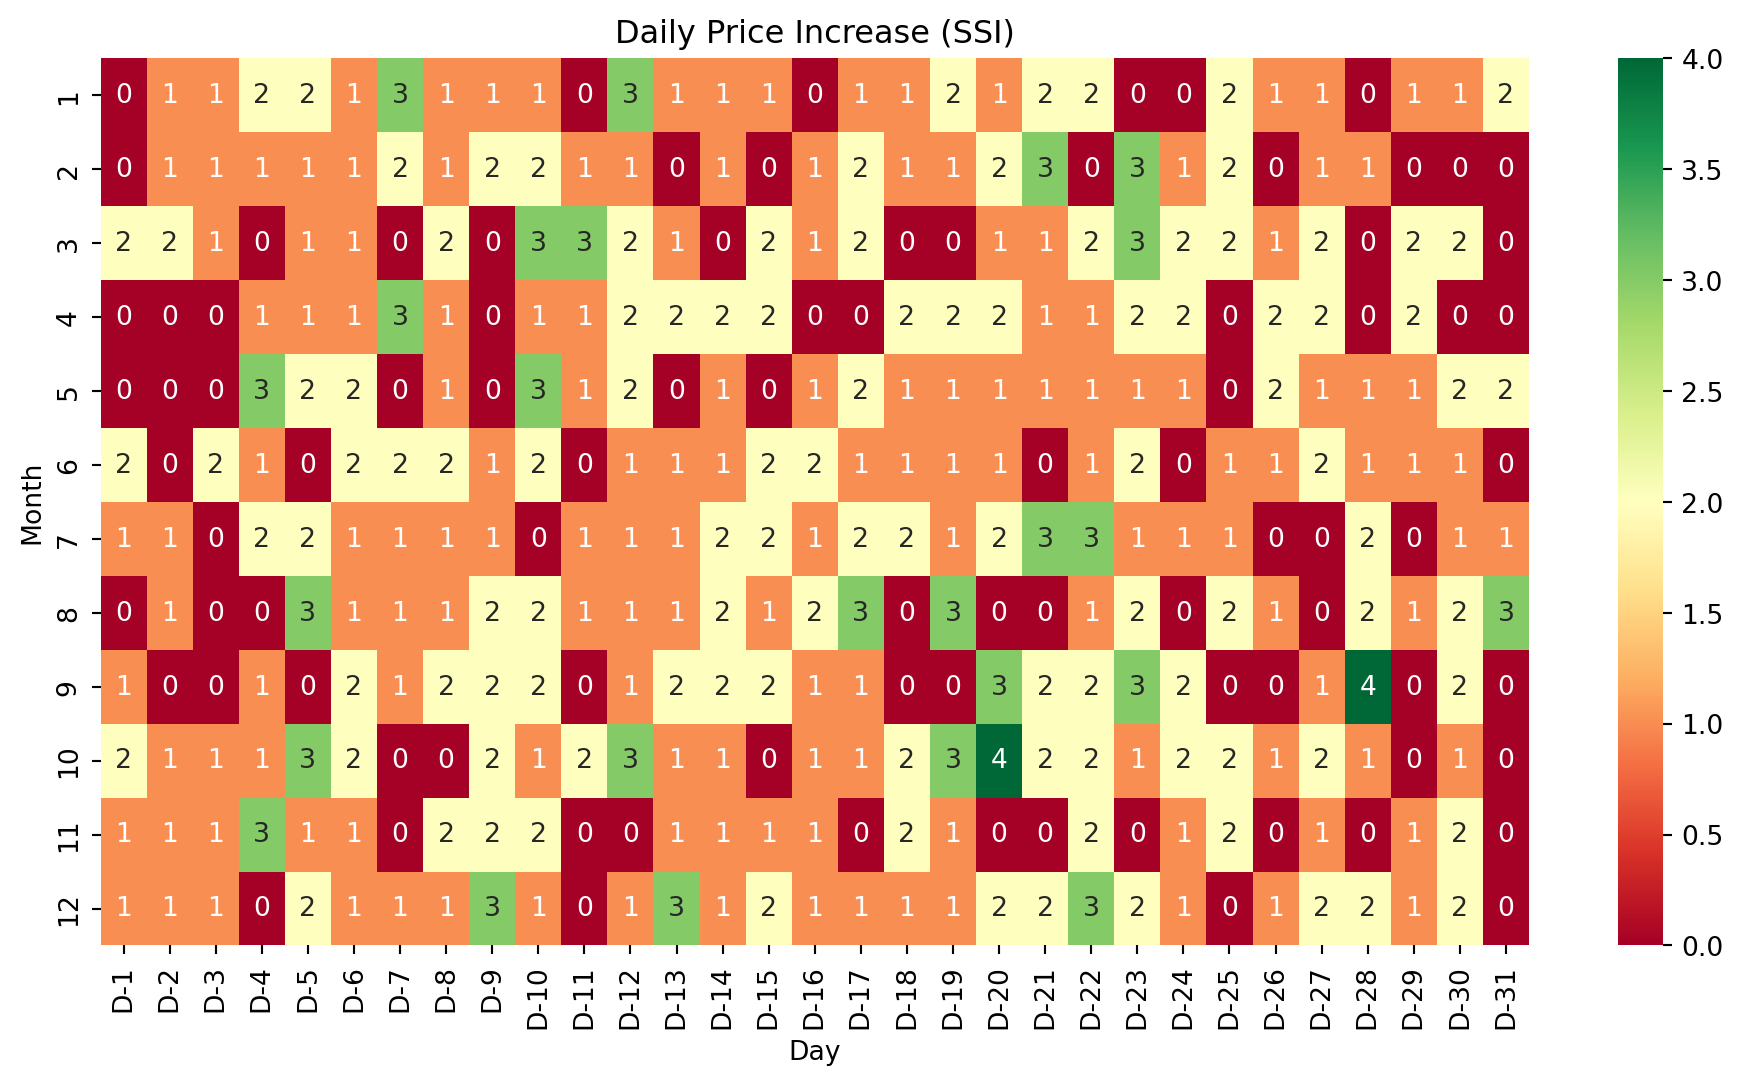 Daily Price Increase (SSI)
1 0 1 1 2 2 1 3 1 1 1 0 3 1 1 1 0 1 1 2 1 2 2 0 0 2 1 1 0 1 1 2
2 0 1 1 1 1 1 2 1 2 2 1 1 0 1 0 1 2 1 1 2 3 0 3 1 2 0 1 1 0 0 0
3 2 2 1 0 1 1 0 2 0 3 3 2 1 0 2 1 2 0 0 1 1 2 3 2 2 1 2 0 2 2 0
4 0 0 0 1 1 1 3 1 0 1 1 2 2 2 2 0 0 2 2 2 1 1 2 2 0 2 2 0 2 0 0
5 0 0 0 3 2 2 0 1 0 3 1 2 0 1 0 1 2 1 1 1 1 1 1 1 0 2 1 1 1 2 2
6 2 0 2 1 0 2 2 2 1 2 0 1 1 1 2 2 1 1 1 1 0 1 2 0 1 1 2 1 1 1 0
7 1 1 0 2 2 1 1 1 1 0 1 1 1 2 2 1 2 2 1 2 3 3 1 1 1 0 0 2 0 1 1
8 0 1 0 0 3 1 1 1 2 2 1 1 1 2 1 2 3 0 3 0 0 1 2 0 2 1 0 2 1 2 3
9 1 0 0 1 0 2 1 2 2 2 0 1 2 2 2 1 1 0 0 3 2 2 3 2 0 0 1 4 0 2 0
10 2 1 1 1 3 2 0 0 2 1 2 3 1 1 0 1 1 2 3 4 2 2 1 2 2 1 2 1 0 1 0
11 1 1 1 3 1 1 0 2 2 2 0 0 1 1 1 1 0 2 1 0 0 2 0 1 2 0 1 0 1 2 0
12 1 1 1 0 2 1 1 1 3 1 0 1 3 1 2 1 1 1 1 2 2 3 2 1 0 1 2 2 1 2 0
Month
D-1 D-2 D-3 D-4 D-5 D-6 D-7 D-8 D-9 D-10 D-11 D-12 D-13 D-14 D-15 D-16 D-17 D-18 D-19 D-20 D-21 D-22 D-23 D-24 D-25 D-26 D-27 D-28 D-29 D-30 D-31
Day
4.0
3.5
3.0
2.5
2.0
1.5
1.0
0.5
0.0